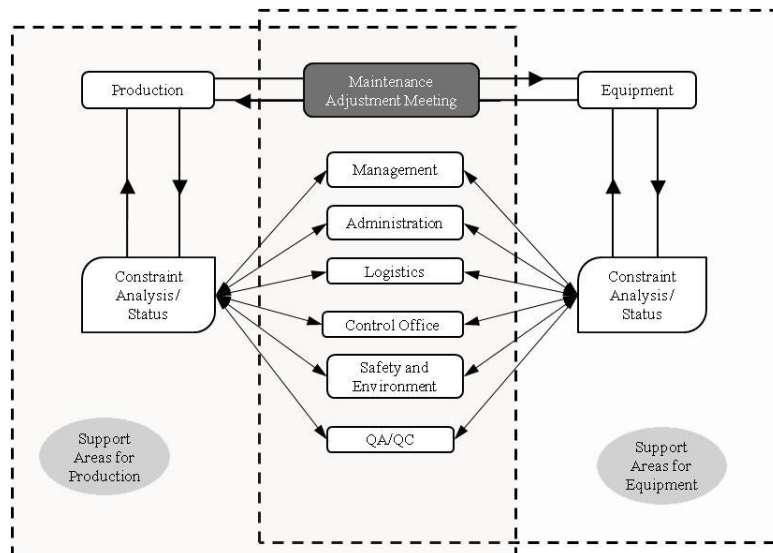 Production
Maintenance
Adjustment Meeting
Equipment
Management
Administration
Logistics
Control Office
Safety and
Environment
QA/QC
Constraint
Analysis/
Status
Constraint
Analysis/
Status
Support
Areas for
Production
Support
Areas for
Equipment